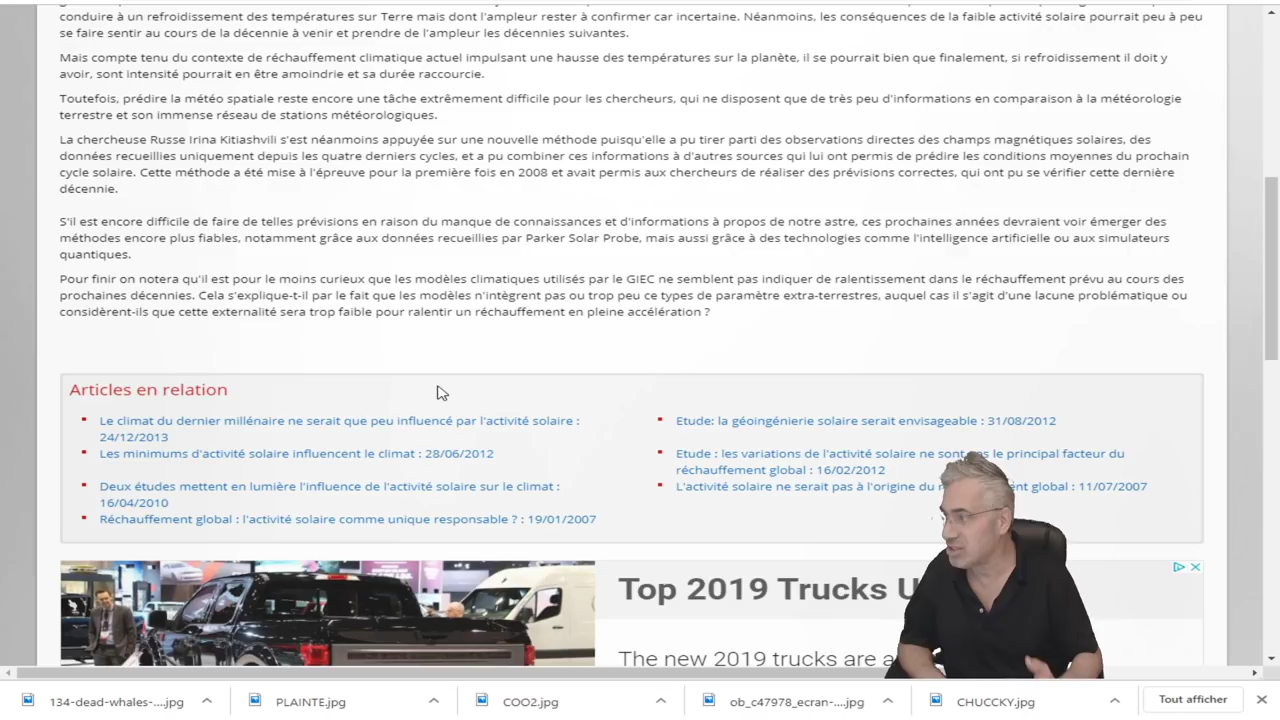 conduire à un refroidissement des températures sur Terre mais dont l'ampleur rester à confirmer car incertaine. Néanmoins, les conséquences de la faible activité solaire pourrait peu à peu
se faire sentir au cours de la décennie à venir et prendre de l'ampleur les décennies suivantes.
Mais compte tenu du contexte de réchauffement climatique actuel impulsant une hausse des températures sur la planète, il se pourrait bien que finalement, si refroidissement il doit y
avoir, sont intensité pourrait en être amoindrie et sa durée raccourcie.
Toutefois, prédire la météo spatiale reste encore une tâche extrêmement difficile pour les chercheurs, qui ne disposent que de très peu d'informations en comparaison à la météorologie
terrestre et son immense réseau de stations météorologiques.
La chercheuse Russe Irina Kitiashvili s'est néanmoins appuyée sur une nouvelle méthode puisqu'elle a pu tirer parti des observations directes des champs magnétiques solaires, des
données recueillies uniquement depuis les quatre derniers cycles, et a pu combiner ces informations à d'autres sources qui lui ont permis de prédire les conditions moyennes du prochain
cycle solaire. Cette méthode a été mise à l'épreuve pour la première fois en 2008 et avait permis aux chercheurs de réaliser des prévisions correctes, qui ont pu se vérifier cette dernière
décennie.
S'il est encore difficile de faire de telles prévisions en raison du manque de connaissances et d'informations à propos de notre astre, ces prochaines années devraient voir émerger des
méthodes encore plus fiables, notamment grâce aux données recueillies par Parker Solar Probe, mais aussi grâce à des technologies comme l'intelligence artificielle ou aux simulateurs
quantiques.
Pour finir on notera qu'il est pour le moins curieux que les modèles climatiques utilisés par le GIEC ne semblent pas indiquer de ralentissement dans le réchauffement prévu au cours des
prochaines décennies. Cela s'explique-t-il par le fait que les modèles n'intègrent pas ou trop peu ce types de paramètre extra-terrestres, auquel cas il s'agit d'une lacune problématique ou
considèrent-ils que cette externalité sera trop faible pour ralentir un réchauffement en pleine accélération ?
Articles en relation
Le climat du dernier millénaire ne serait que peu influencé par l'activité solaire :
24/12/2013
Les minimums d'activité solaire influencent le climat : 28/06/2012
Deux études mettent en lumière l'influence de l'activité solaire sur le climat :
16/04/2010
Réchauffement global : l'activité solaire comme unique responsable ? : 19/01/2007
Etude: la géoingénierie solaire serait envisageable : 31/08/2012
Etude : les variations de l'activité solaire ne sont pas le principal facteur du
réchauffement global : 16/02/2012
L'activité solaire ne serait pas à l'origine du global : 11/07/2007
Top 2019 Trucks
The new 2019 trucks are
134-dead-whales-....jpg
PLAINTE.jpg
COO2.jpg
ob_c47978_ecran-....jpg
CHUCCKY.jpg
Tout afficher